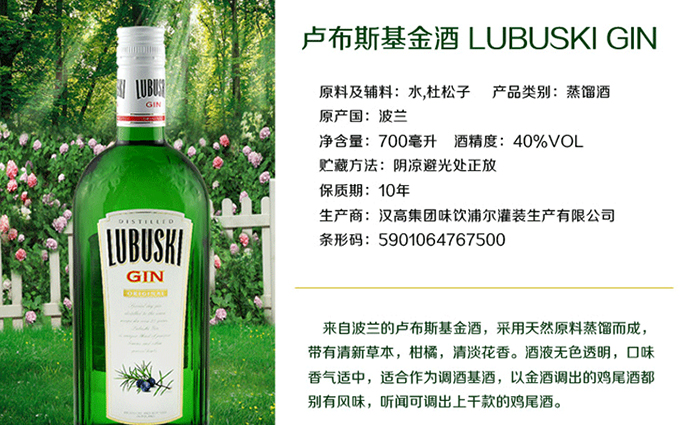 卢布斯基金酒 LUBUSKI GIN
原料及辅料：水,杜松子 产品类别：蒸馏酒
原产国：波兰
净含量：700毫升 酒精度：40%VOL
贮藏方法：阴凉避光处正放
保质期：10年
生产商：汉高集团味饮浦尔灌装生产有限公司
条形码：5901064767500
来自波兰的卢布斯基金酒，采用天然原料蒸馏而成，
带有清新草本，柑橘，清淡花香。酒液无色透明，口味
香气适中，适合作为调酒基酒，以金酒调出的鸡尾酒都
别有风味，听闻可调出上千款的鸡尾酒。
LUBUSKI
GIN
DISTILLED
LUBUSKI
GIN